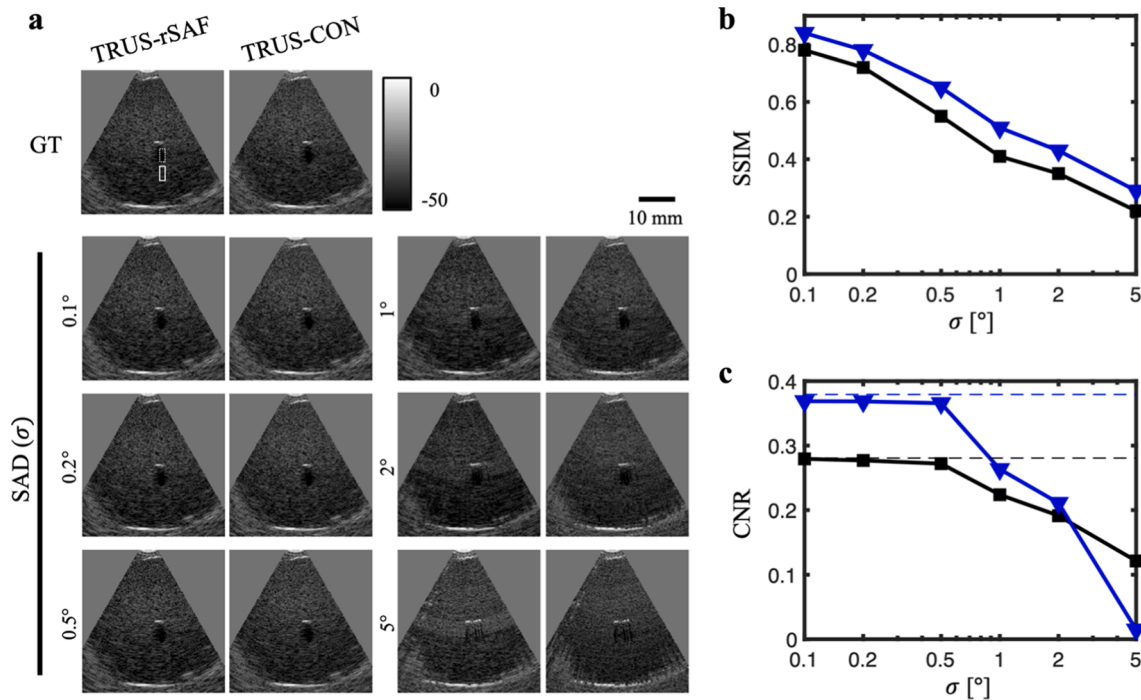 a
TRUS-rSAF TRUS-CON
GT
0
-50
10 mm
SAD (σ)
0.1°
1°
0.2°
2°
0.5°
5°
b
SSIM
0.8
0.6
0.4
0.2
0
0.1 0.2 0.5 1 2 5
σ [°]
c
CNR
0.4
0.3
0.2
0.1
0
0.1 0.2 0.5 1 2 5
σ [°]